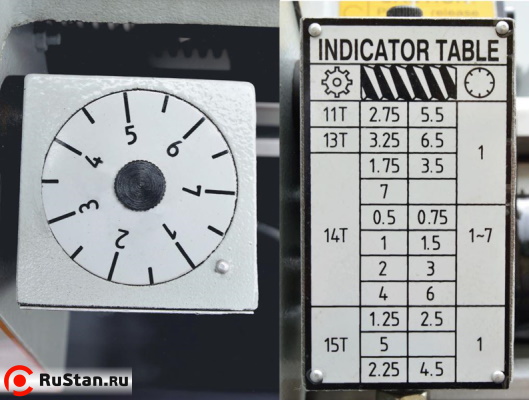 5
6
4
7
3
2
1
RuStan.ru
release
INDICATOR TABLE
11T 2.75 5.5
13T 3.25 6.5 1
1.75 3.5
7
14T 0.5 0.75 1~7
1 1.5
2 3
4 6
1.25 2.5
15T 5 1
2.25 4.5